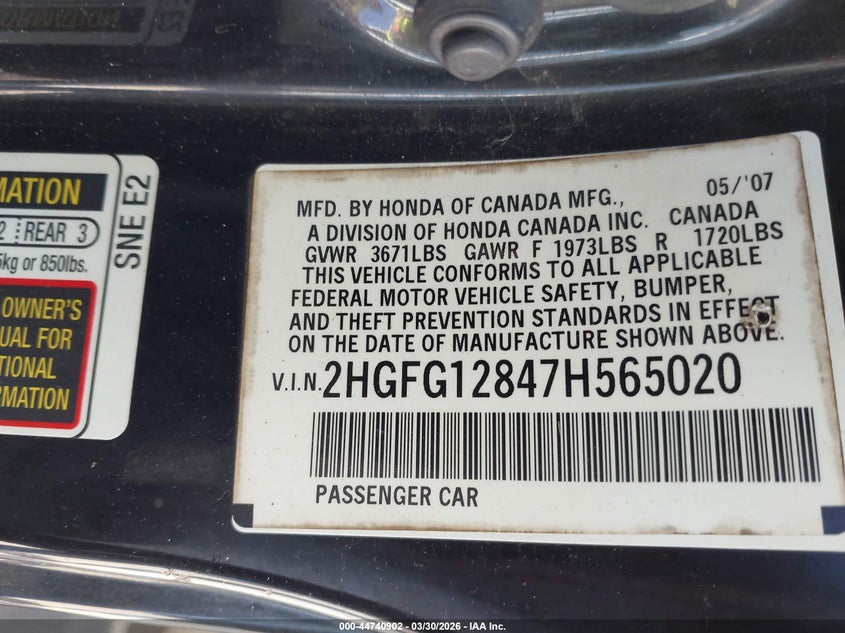 MATION
2 REAR 3
5kg or 850lbs.
OWNER'S
UAL FOR
TIONAL
RMATION
SNE E2
MFD. BY HONDA OF CANADA MFG., 05/'07
A DIVISION OF HONDA CANADA INC. CANADA
GVWR 3671LBS GAWR F 1973LBS R 1720LBS
THIS VEHICLE CONFORMS TO ALL APPLICABLE
FEDERAL MOTOR VEHICLE SAFETY, BUMPER,
AND THEFT PREVENTION STANDARDS IN EFFECT
ON THE DATE OF MANUFACTURE SHOWN ABOVE.
V.I.N. 2HGFG12847H565020
PASSENGER CAR
000-44740902 - 03/30/2026 - IAA Inc.